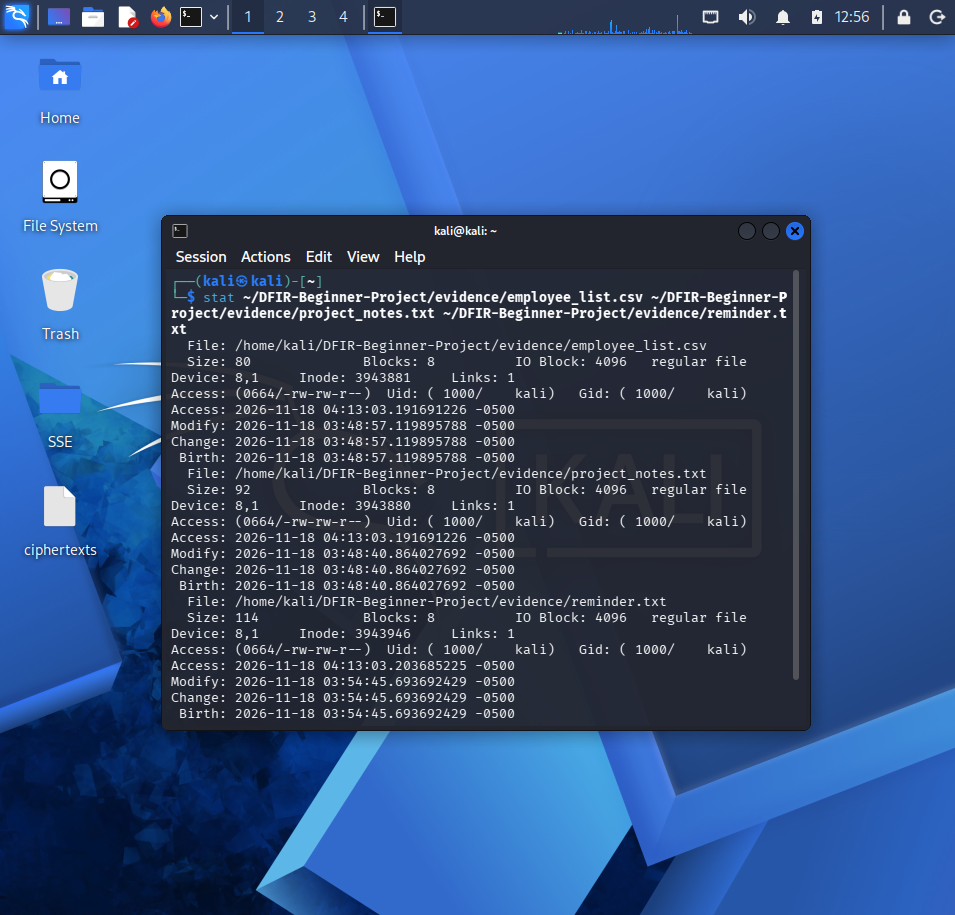 1 2 3 4 12:56
Home
File System
Trash
SSE
ciphertexts
kali@kali: ~
Session Actions Edit View Help
┌──(kali㉿kali)-[~]
└─$ stat ~/DFIR-Beginner-Project/evidence/employee_list.csv ~/DFIR-Beginner-P
roject/evidence/project_notes.txt ~/DFIR-Beginner-Project/evidence/reminder.t
xt
File: /home/kali/DFIR-Beginner-Project/evidence/employee_list.csv
Size: 80 Blocks: 8 IO Block: 4096 regular file
Device: 8,1 Inode: 3943881 Links: 1
Access: (0664/-rw-rw-r--) Uid: ( 1000/ kali) Gid: ( 1000/ kali)
Access: 2026-11-18 04:13:03.191691226 -0500
Modify: 2026-11-18 03:48:57.119895788 -0500
Change: 2026-11-18 03:48:57.119895788 -0500
Birth: 2026-11-18 03:48:57.119895788 -0500
File: /home/kali/DFIR-Beginner-Project/evidence/project_notes.txt
Size: 92 Blocks: 8 IO Block: 4096 regular file
Device: 8,1 Inode: 3943880 Links: 1
Access: (0664/-rw-rw-r--) Uid: ( 1000/ kali) Gid: ( 1000/ kali)
Access: 2026-11-18 04:13:03.191691226 -0500
Modify: 2026-11-18 03:48:40.864027692 -0500
Change: 2026-11-18 03:48:40.864027692 -0500
Birth: 2026-11-18 03:48:40.864027692 -0500
File: /home/kali/DFIR-Beginner-Project/evidence/reminder.txt
Size: 114 Blocks: 8 IO Block: 4096 regular file
Device: 8,1 Inode: 3943946 Links: 1
Access: (0664/-rw-rw-r--) Uid: ( 1000/ kali) Gid: ( 1000/ kali)
Access: 2026-11-18 04:13:03.203685225 -0500
Modify: 2026-11-18 03:54:45.693692429 -0500
Change: 2026-11-18 03:54:45.693692429 -0500
Birth: 2026-11-18 03:54:45.693692429 -0500
KALI